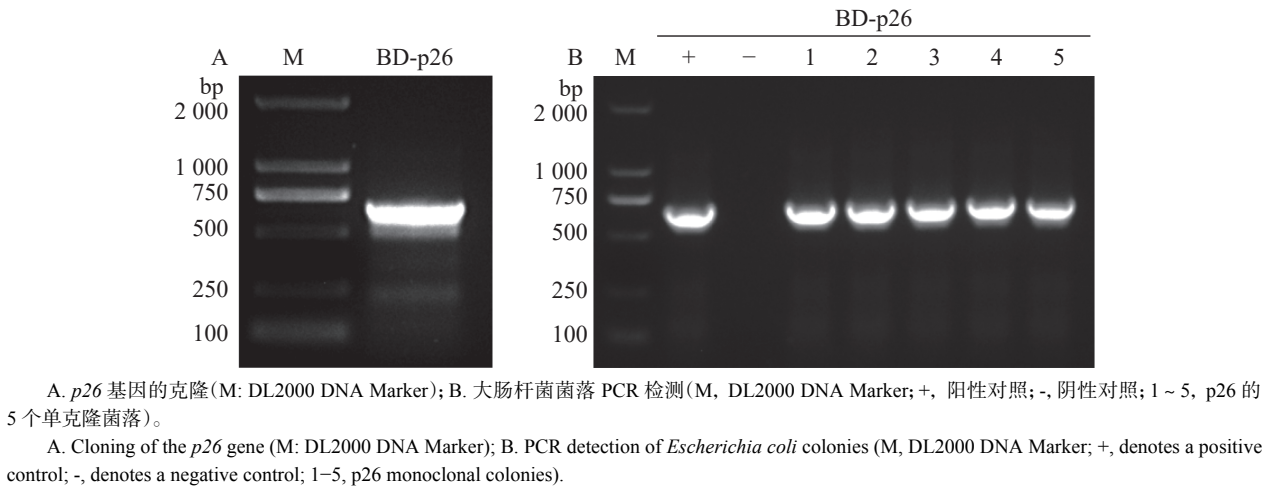 BD-p26
A M BD-p26 B M + − 1 2 3 4 5
bp bp
2 000 2 000
1 000 1 000
750 750
500 500
250 250
100 100
A. p26 基因的克隆(M: DL2000 DNA Marker); B. 大肠杆菌菌落 PCR 检测(M, DL2000 DNA Marker; +, 阳性对照; -, 阴性对照; 1 ~ 5, p26 的
5 个单克隆菌落)。
A. Cloning of the p26 gene (M: DL2000 DNA Marker); B. PCR detection of Escherichia coli colonies (M, DL2000 DNA Marker; +, denotes a positive
control; -, denotes a negative control; 1−5, p26 monoclonal colonies).